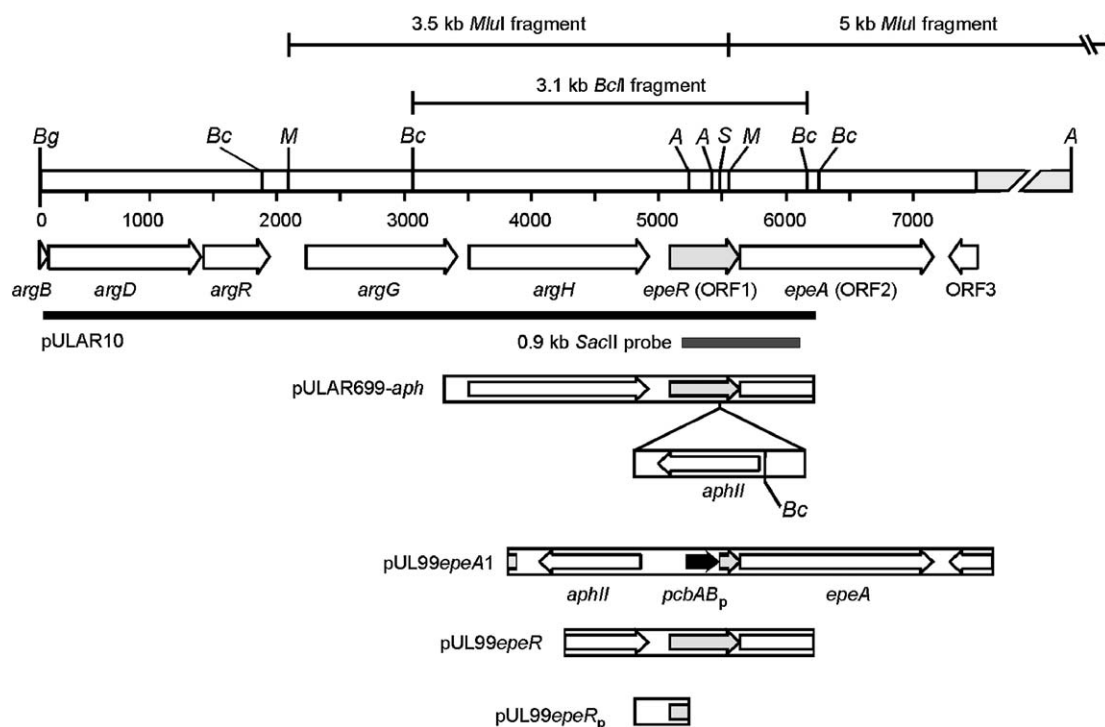 3.5 kb MluI fragment 5 kb MluI fragment
3.1 kb BclI fragment
Bg Bc M Bc A A S M Bc Bc A
0 1000 2000 3000 4000 5000 6000 7000
argB argD argR argG argH epeR (ORF1) epeA (ORF2) ORF3
pULAR10 0.9 kb SacII probe
pULAR699-aph
aphII
Bc
pUL99epeA1
aphII pcbABp epeA
pUL99epeR
pUL99epeRp